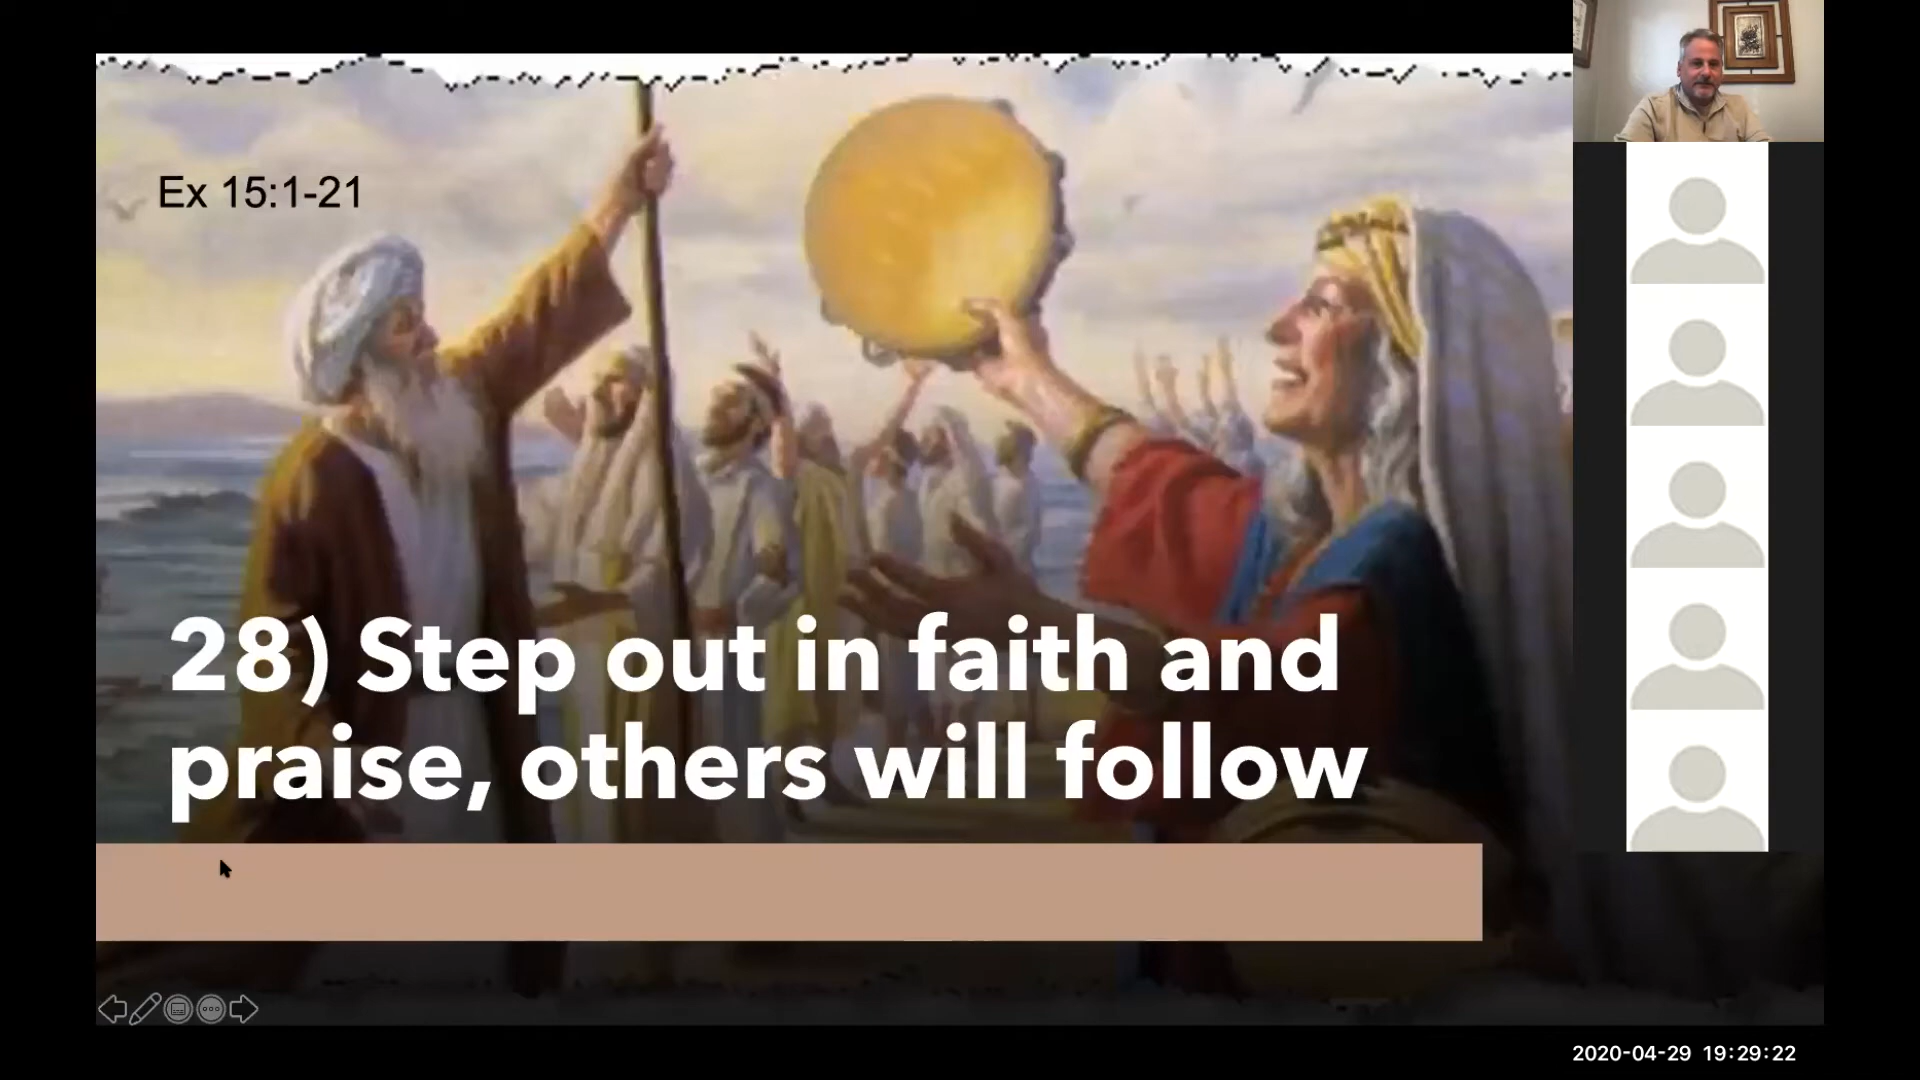 Ex 15:1-21
28) Step out in faith and
praise, others will follow
2020-04-29 19:29:22